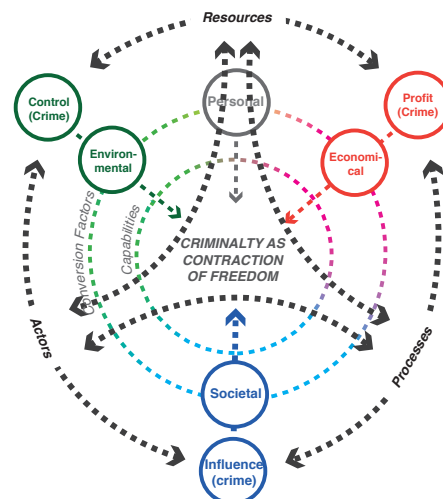 Resources
Control
(Crime)
Personal
Profit
(Crime)
Environ-
mental
Economi-
cal
Conversion Factors
Capabilities
CRIMINALTY AS
CONTRACTION
OF FREEDOM
Actors
Processes
Societal
Influence
(crime)